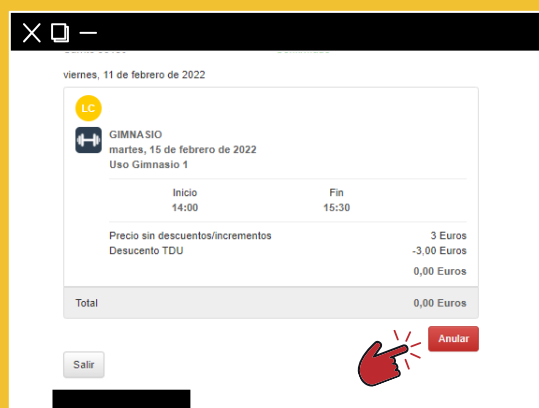 viernes, 11 de febrero de 2022
LC
GIMNASIO
martes, 15 de febrero de 2022
Uso Gimnasio 1
Inicio Fin
14:00 15:30
Precio sin descuentos/incrementos 3 Euros
Desucento TDU -3,00 Euros
0,00 Euros
Total 0,00 Euros
Anular
Salir